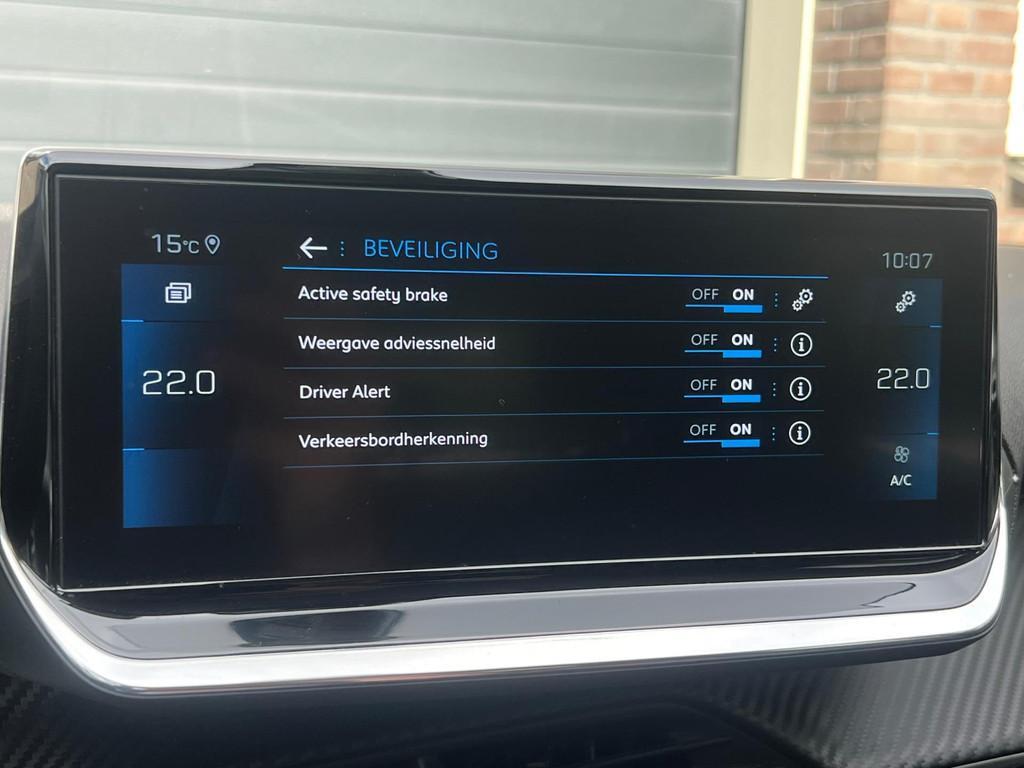 15°C
BEVEILIGING
10:07
Active safety brake OFF ON
Weergave adviessnelheid OFF ON
22.0
22.0
Driver Alert OFF ON
Verkeersbordherkenning OFF ON
A/C